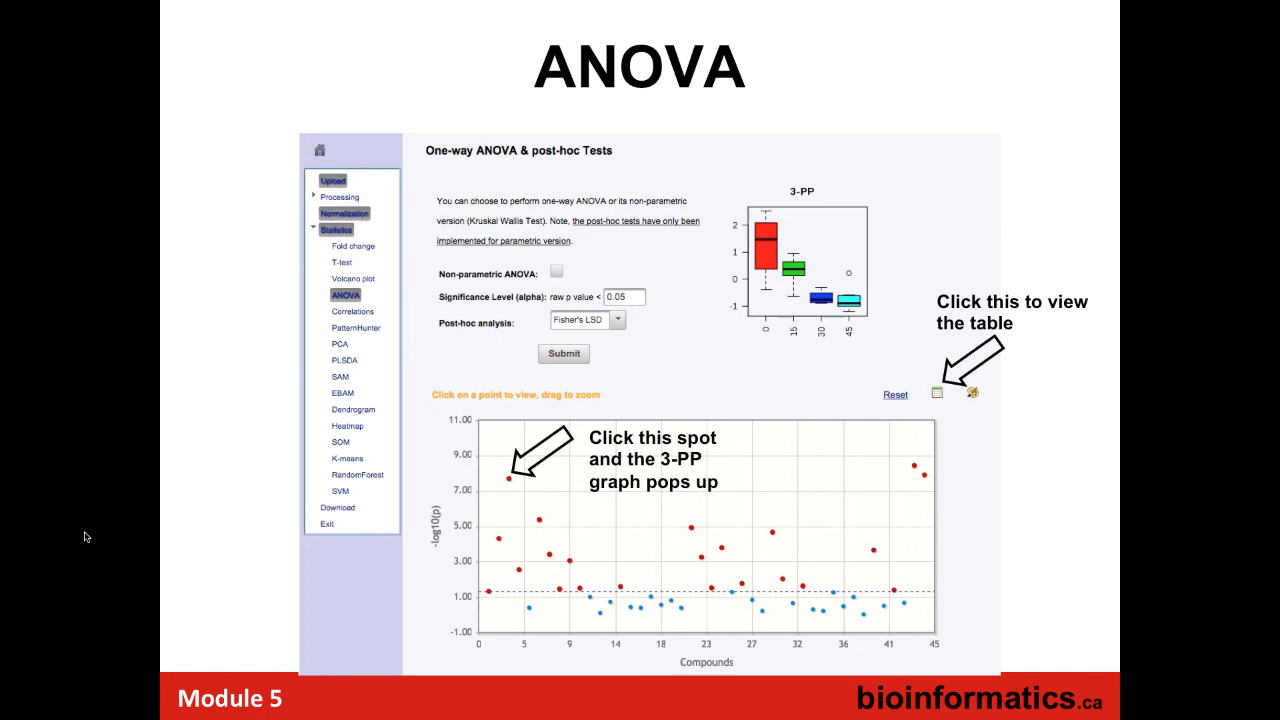 ANOVA
One-way ANOVA & post-hoc Tests
Upload
Processing
Normalization
Statistics
Fold change
T-test
Volcano plot
ANOVA
Correlations
PatternHunter
PCA
PLSDA
SAM
EBAM
Dendrogram
Heatmap
SOM
K-means
RandomForest
SVM
Download
Exit
You can choose to perform one-way ANOVA or its non-parametric
version (Kruskal Wallis Test). Note, the post-hoc tests have only been
implemented for parametric version.
Non-parametric ANOVA:
Significance Level (alpha): raw p value < 0.05
Post-hoc analysis: Fisher's LSD
Submit
3-PP
2
1
0
-1
0 15 30 45
Click this to view
the table
Click on a point to view, drag to zoom
Reset
Click this spot
and the 3-PP
graph pops up
11.00
9.00
7.00
5.00
3.00
1.00
-1.00
-log10(p)
0 5 9 14 18 23 27 32 36 41 45
Compounds
Module 5
bioinformatics.ca